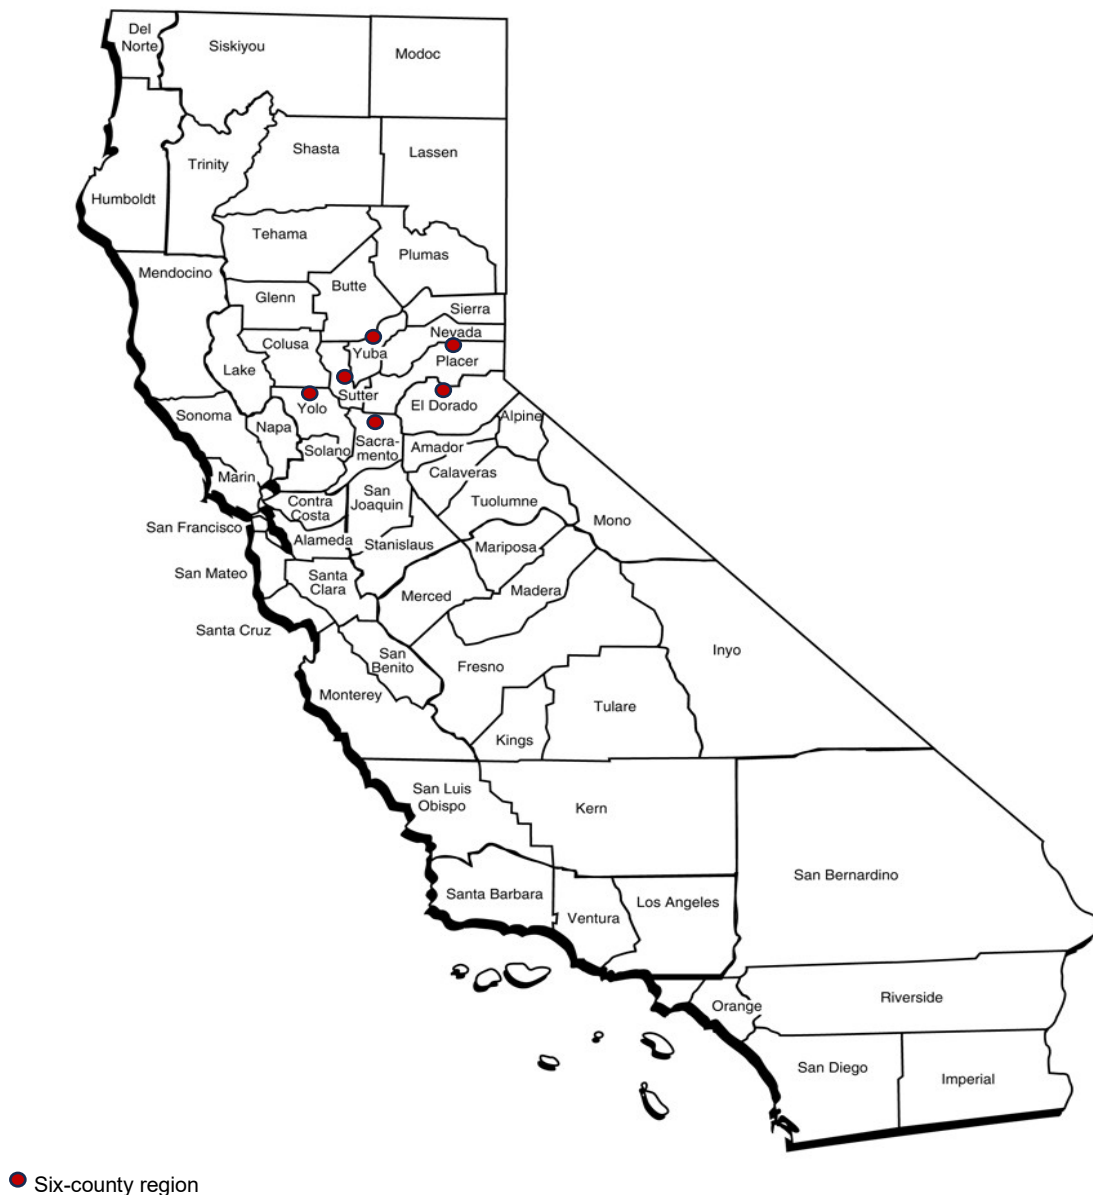 Del
Norte
Siskiyou
Modoc
Shasta
Lassen
Trinity
Humboldt
Tehama
Plumas
Mendocino
Butte
Glenn
Sierra
Nevada
Colusa
Yuba
Placer
Lake
Sutter
El Dorado
Yolo
Sonoma
Alpine
Napa
Sacra-
mento
Solano
Amador
Calaveras
Marin
San
Joaquin
Contra
Costa
Tuolumne
Mono
San Francisco
Alameda
Stanislaus
Mariposa
San Mateo
Santa
Clara
Merced
Madera
Santa Cruz
San
Benito
Fresno
Inyo
Monterey
Tulare
Kings
San Luis
Obispo
Kern
San Bernardino
Santa Barbara
Los Angeles
Ventura
Riverside
Orange
San Diego
Imperial
Six-county region